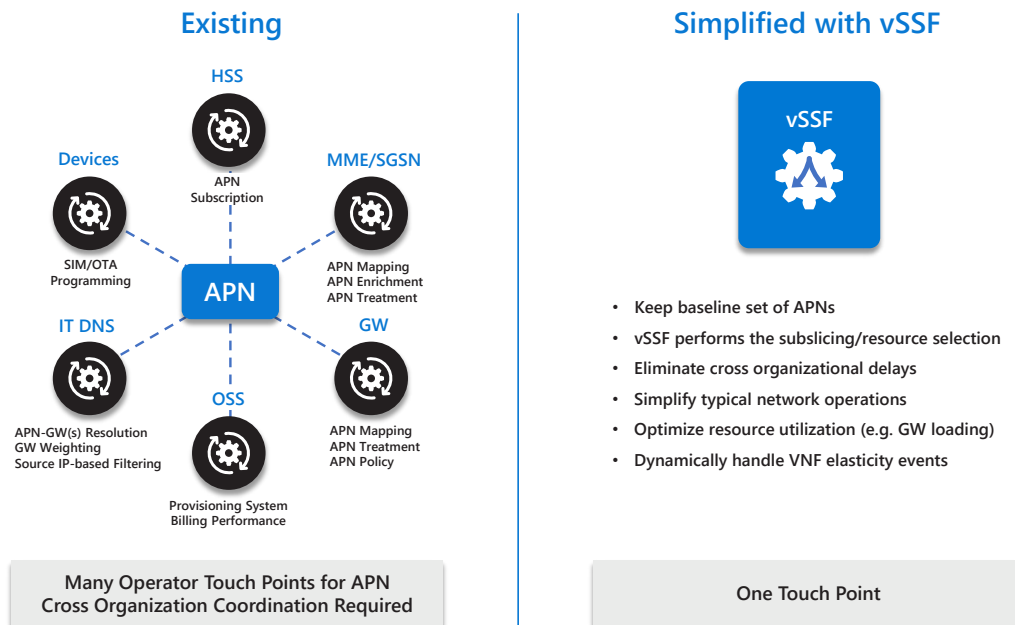 Existing
HSS
APN
Subscription
Devices
SIM/OTA
Programming
MME/SGSN
APN Mapping
APN Enrichment
APN Treatment
APN
IT DNS
APN-GW(s) Resolution
GW Weighting
Source IP-based Filtering
OSS
Provisioning System
Billing Performance
GW
APN Mapping
APN Treatment
APN Policy
Many Operator Touch Points for APN
Cross Organization Coordination Required
Simplified with vSSF
vSSF
• Keep baseline set of APNs
• vSSF performs the subslicing/resource selection
• Eliminate cross organizational delays
• Simplify typical network operations
• Optimize resource utilization (e.g. GW loading)
• Dynamically handle VNF elasticity events
One Touch Point